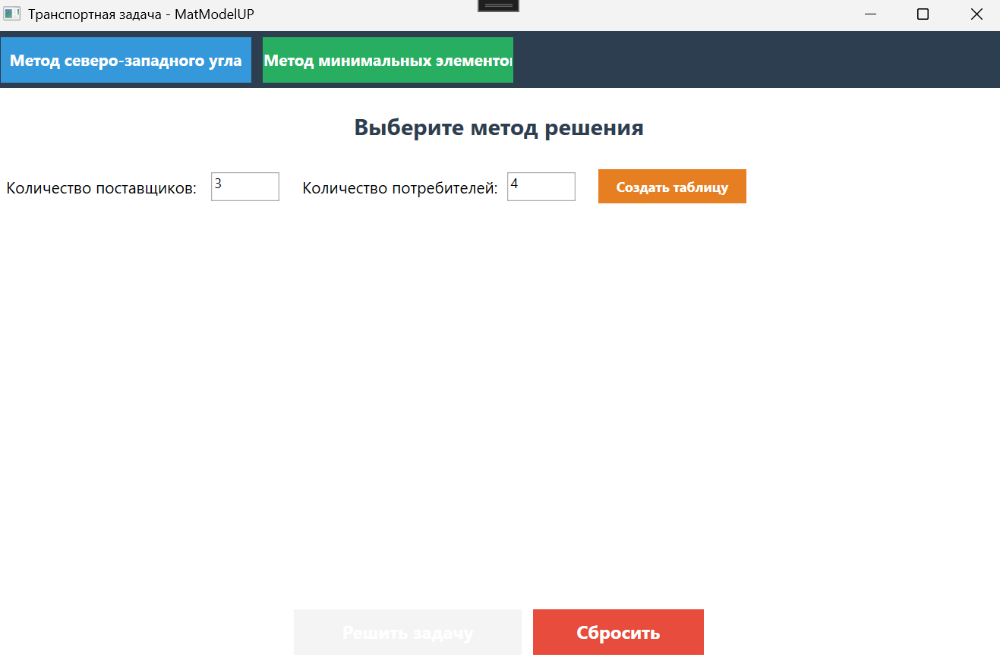 Транспортная задача - MatModelUP
Метод северо-западного угла
Метод минимальных элементов
Выберите метод решения
Количество поставщиков: 3 Количество потребителей: 4 Создать таблицу
Решить задачу Сбросить